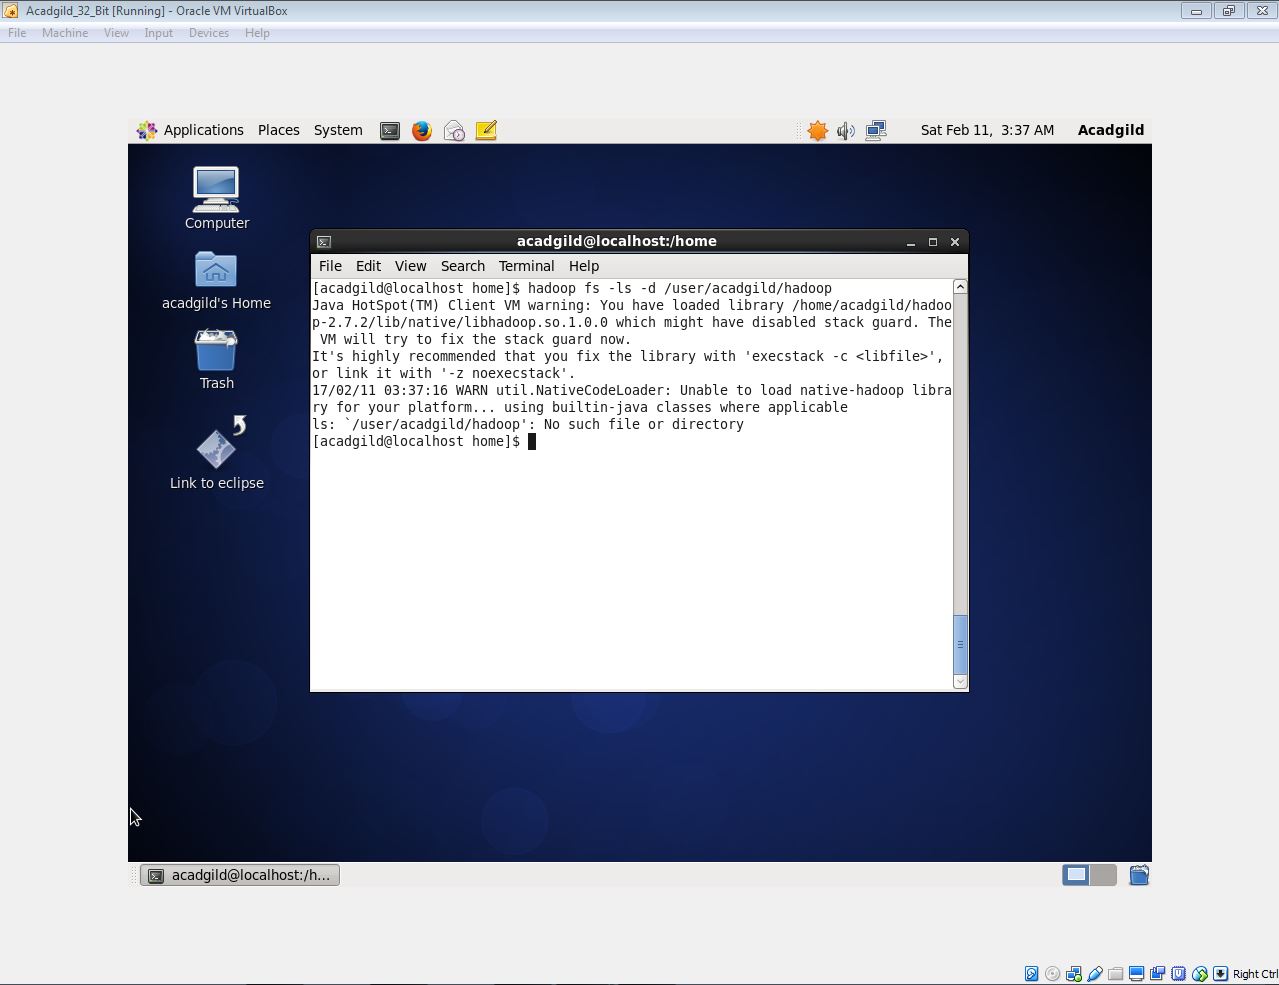 Acadgild_32_Bit [Running] - Oracle VM VirtualBox
File Machine View Input Devices Help
Applications Places System Sat Feb 11, 3:37 AM Acadgild
Computer
acadgild's Home
Trash
Link to eclipse
acadgild@localhost:/home
File Edit View Search Terminal Help
[acadgild@localhost home]$ hadoop fs -ls -d /user/acadgild/hadoop
Java HotSpot(TM) Client VM warning: You have loaded library /home/acadgild/hadoo
p-2.7.2/lib/native/libhadoop.so.1.0.0 which might have disabled stack guard. The
 VM will try to fix the stack guard now.
It's highly recommended that you fix the library with 'execstack -c <libfile>',
or link it with '-z noexecstack'.
17/02/11 03:37:16 WARN util.NativeCodeLoader: Unable to load native-hadoop libra
ry for your platform... using builtin-java classes where applicable
ls: `/user/acadgild/hadoop': No such file or directory
[acadgild@localhost home]$
acadgild@localhost:/h...
Right Ctrl